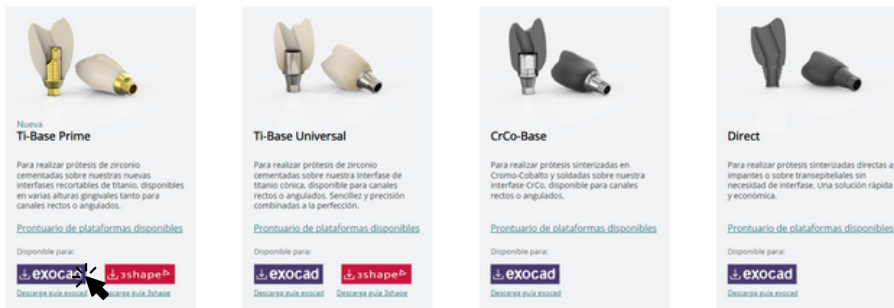 Nueva
Ti-Base Prime
Para realizar prótesis de zirconio
cementadas sobre nuestras nuevas
interfases recortables de titanio, disponibles
en varias alturas gingivales tanto para
canales rectos o angulados.
Prontuario de plataformas disponibles
Disponible para:
exocad
3shape
Descarga guía exocad
Descarga guía 3shape
Ti-Base Universal
Para realizar prótesis de zirconio
cementadas sobre nuestra interfase de
titanio cónica, disponible para canales
rectos o angulados. Sencillez y precisión
combinadas a la perfección.
Prontuario de plataformas disponibles
Disponible para:
exocad
3shape
Descarga guía exocad
Descarga guía 3shape
CrCo-Base
Para realizar prótesis sinterizadas en
Cromo-Cobalto y soldadas sobre nuestra
interfase CrCo, disponible para canales
rectos o angulados.
Prontuario de plataformas disponibles
Disponible para:
exocad
Descarga guía exocad
Direct
Para realizar prótesis sinterizadas directas a
impantes o sobre transepiteliales sin
necesidad de interfase. Una solución rápida
y económica.
Prontuario de plataformas disponibles
Disponible para:
exocad
Descarga guía exocad